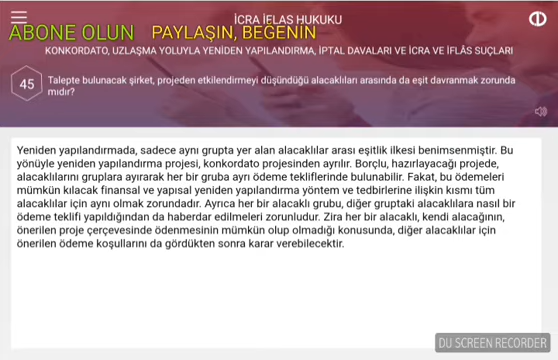 İCRA İFLAS HUKUKU
ABONE OLUN PAYLAŞIN, BEĞENİN
KONKORDATO, UZLAŞMA YOLUYLA YENİDEN YAPILANDIRMA, İPTAL DAVALARI VE İCRA VE İFLÂS SUÇLARI
45
Talepte bulunacak şirket, projeden etkilendirmeyi düşündüğü alacaklıları arasında da eşit davranmak zorunda
mıdır?
Yeniden yapılandırmada, sadece aynı grupta yer alan alacaklılar arası eşitlik ilkesi benimsenmiştir. Bu
yönüyle yeniden yapılandırma projesi, konkordato projesinden ayrılır. Borçlu, hazırlayacağı projede,
alacaklılarını gruplara ayırarak her bir gruba ayrı ödeme tekliflerinde bulunabilir. Fakat, bu ödemeleri
mümkün kılacak finansal ve yapısal yeniden yapılandırma yöntem ve tedbirlerine ilişkin kısmı tüm
alacaklılar için aynı olmak zorundadır. Ayrıca her bir alacaklı grubu, diğer gruptaki alacaklılara nasıl bir
ödeme teklifi yapıldığından da haberdar edilmeleri zorunludur. Zira her bir alacaklı, kendi alacağının,
önerilen proje çerçevesinde ödenmesinin mümkün olup olmadığı konusunda, diğer alacaklılar için
önerilen ödeme koşullarını da gördükten sonra karar verebilecektir.
DU SCREEN RECORDER